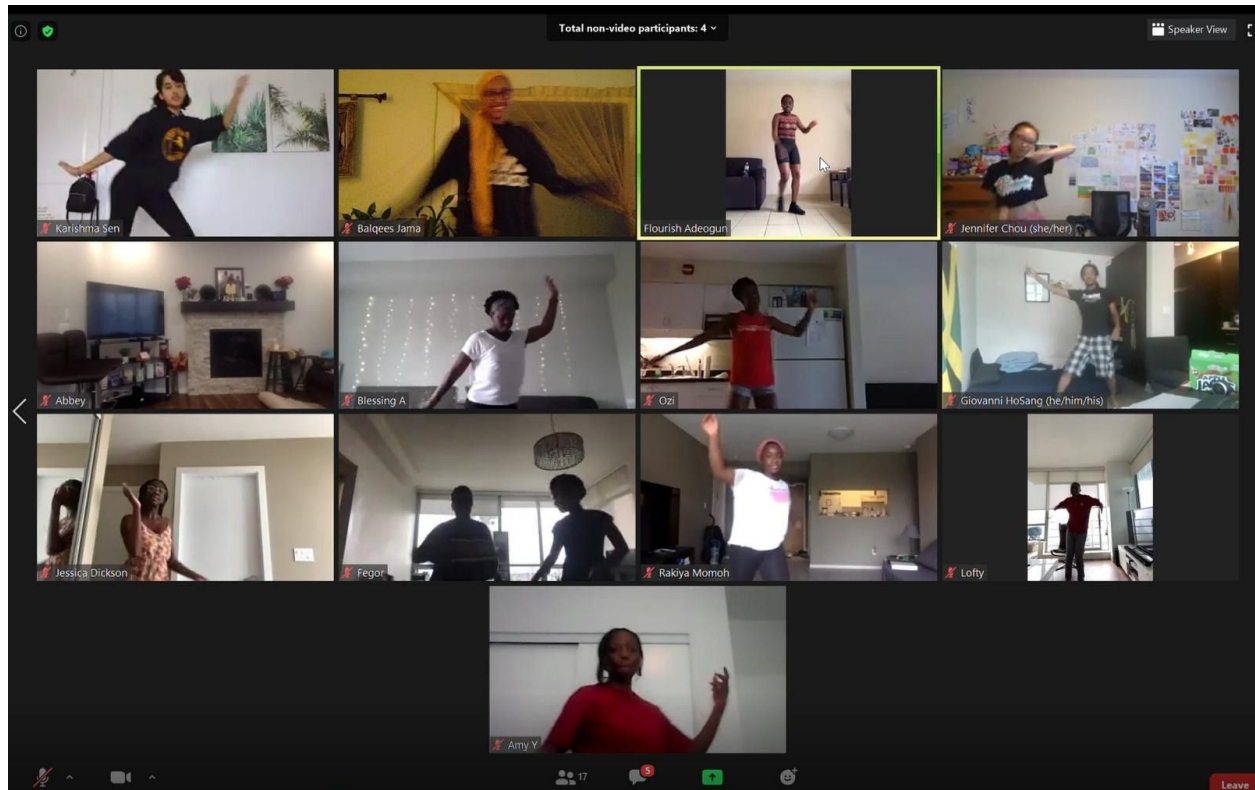 Total non-video participants: 4
Speaker View
Karishma Sen
Balqees Jama
Flourish Adeogun
Jennifer Chou (she/her)
Abbey
Blessing A
Ozi
Giovanni HoSang (he/him/his)
Jessica Dickson
Fegor
Rakiya Momoh
Lofty
Amy Y
17
5
Leave